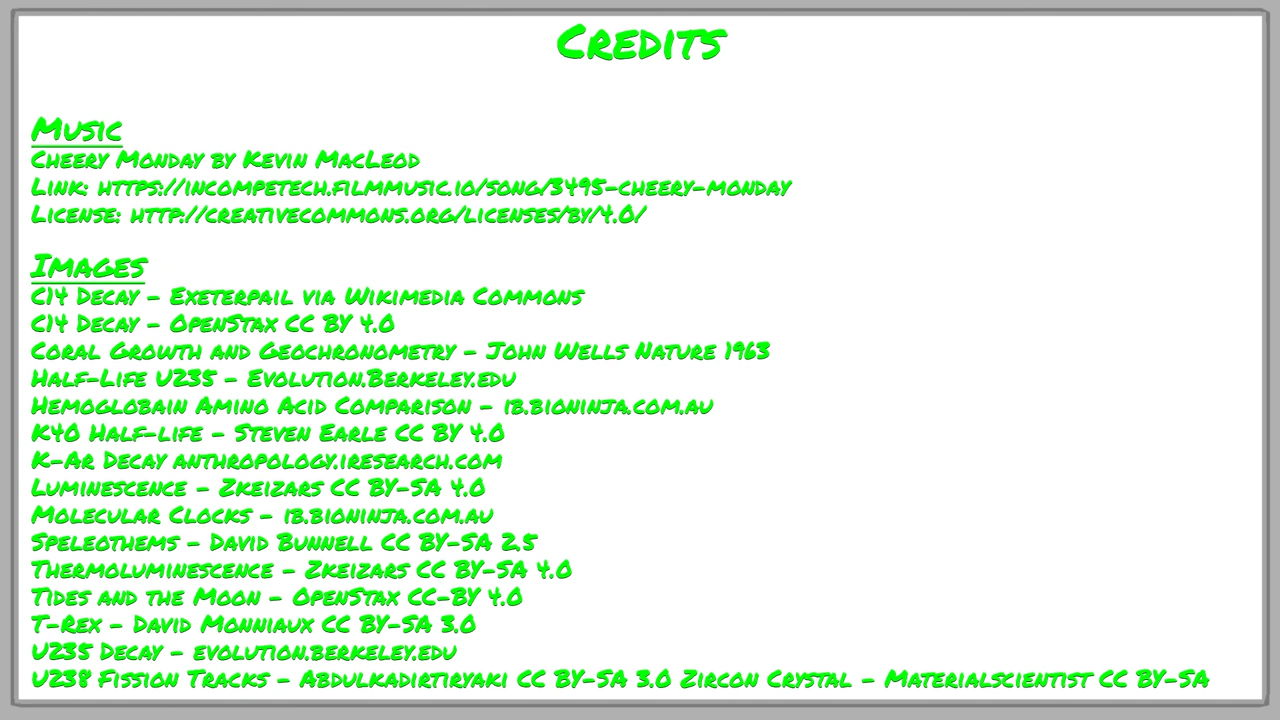 Credits
Music
Cheery Monday by Kevin MacLeod
Link: https://incompetech.filmmusic.io/song/3495-cheery-monday
License: http://creativecommons.org/licenses/by/4.0/
Images
C14 Decay - Exeterpail via Wikimedia Commons
C14 Decay - OpenStax CC BY 4.0
Coral Growth and Geochronometry - John Wells Nature 1963
Half-Life U235 - Evolution.Berkeley.edu
Hemoglobain Amino Acid Comparison - ib.bioninja.com.au
K40 Half-life - Steven Earle CC BY 4.0
K-Ar Decay anthropology.iresearch.com
Luminescence - Zkeizars CC BY-SA 4.0
Molecular Clocks - ib.bioninja.com.au
Speleothems - David Bunnell CC BY-SA 2.5
Thermoluminescence - Zkeizars CC BY-SA 4.0
Tides and the Moon - OpenStax CC-BY 4.0
T-Rex - David Monniaux CC BY-SA 3.0
U235 Decay - evolution.berkeley.edu
U238 Fission Tracks - Abdulkadirtiryaki CC BY-SA 3.0 Zircon Crystal - Materialscientist CC BY-SA